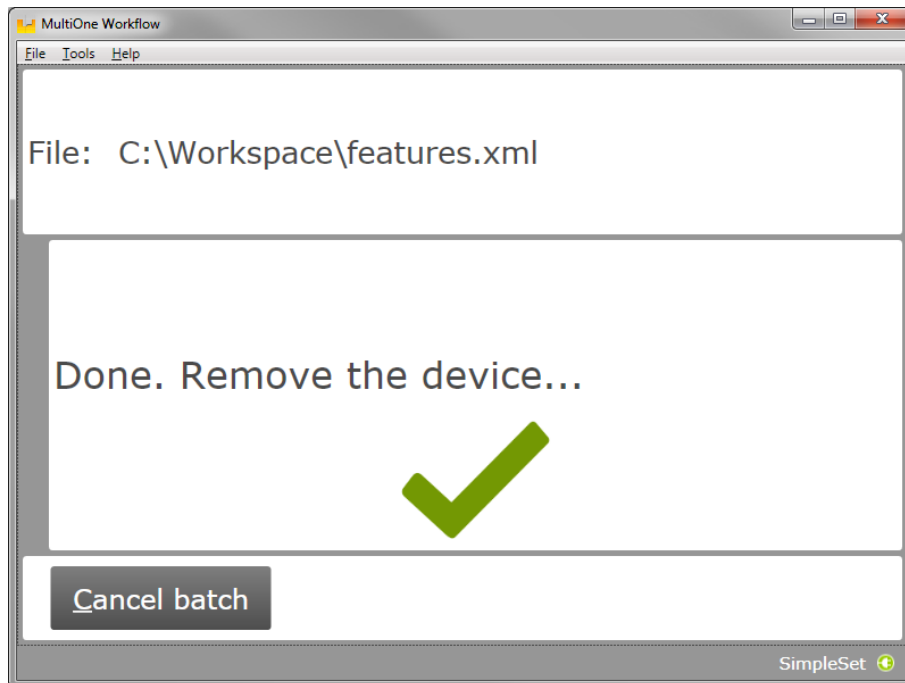 MultiOne Workflow
File Tools Help
File: C:\Workspace\features.xml
Done. Remove the device...
Cancel batch
SimpleSet